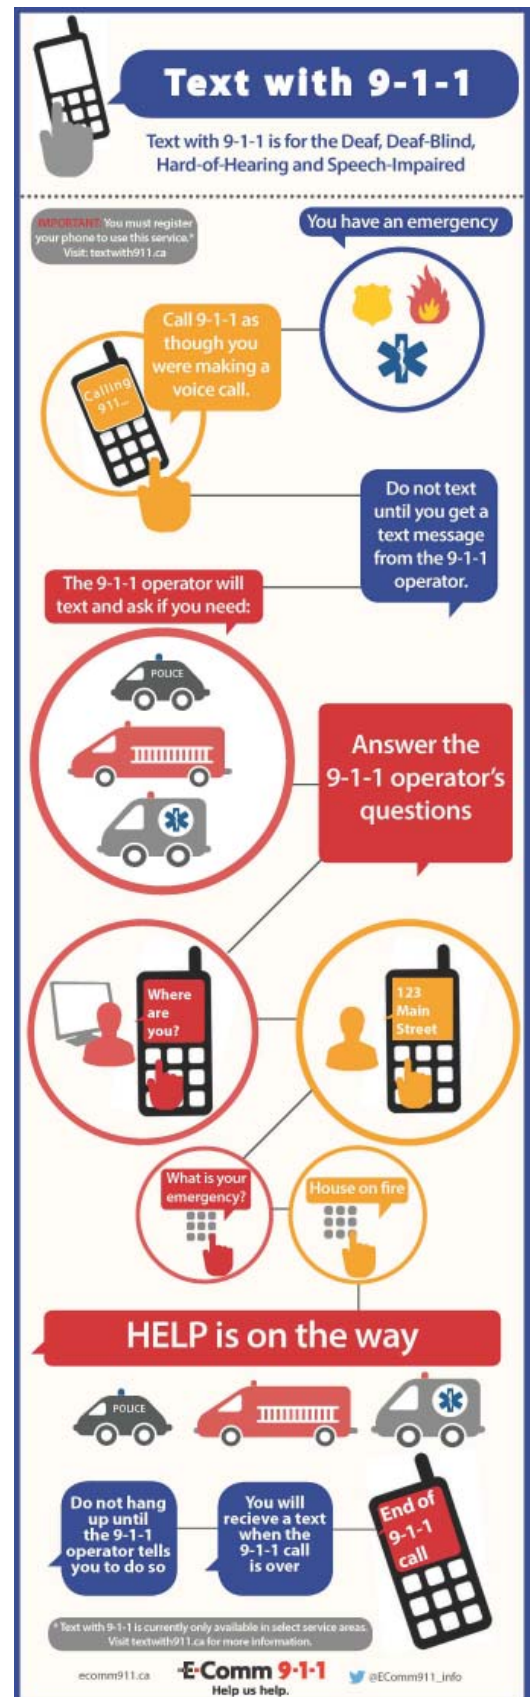 Text with 9-1-1
Text with 9-1-1 is for the Deaf, Deaf-Blind,
Hard-of-Hearing and Speech-Impaired
IMPORTANT: You must register
your phone to use this service.*
Visit: textwith911.ca
You have an emergency
Call 9-1-1 as
though you
were making a
voice call.
Calling
911...
Do not text
until you get a
text message
from the 9-1-1
operator.
The 9-1-1 operator will
text and ask if you need:
POLICE
Answer the
9-1-1 operator's
questions
Where
are
you?
123
Main
Street
What is your
emergency?
House on fire
HELP is on the way
POLICE
Do not hang
up until
the 9-1-1
operator tells
you to do so
You will
recieve a text
when the
9-1-1 call
is over
End of
9-1-1
call
* Text with 9-1-1 is currently only available in select service areas.
Visit textwith911.ca for more information.
ecomm911.ca
E-Comm 9-1-1
Help us help.
@EComm911_info